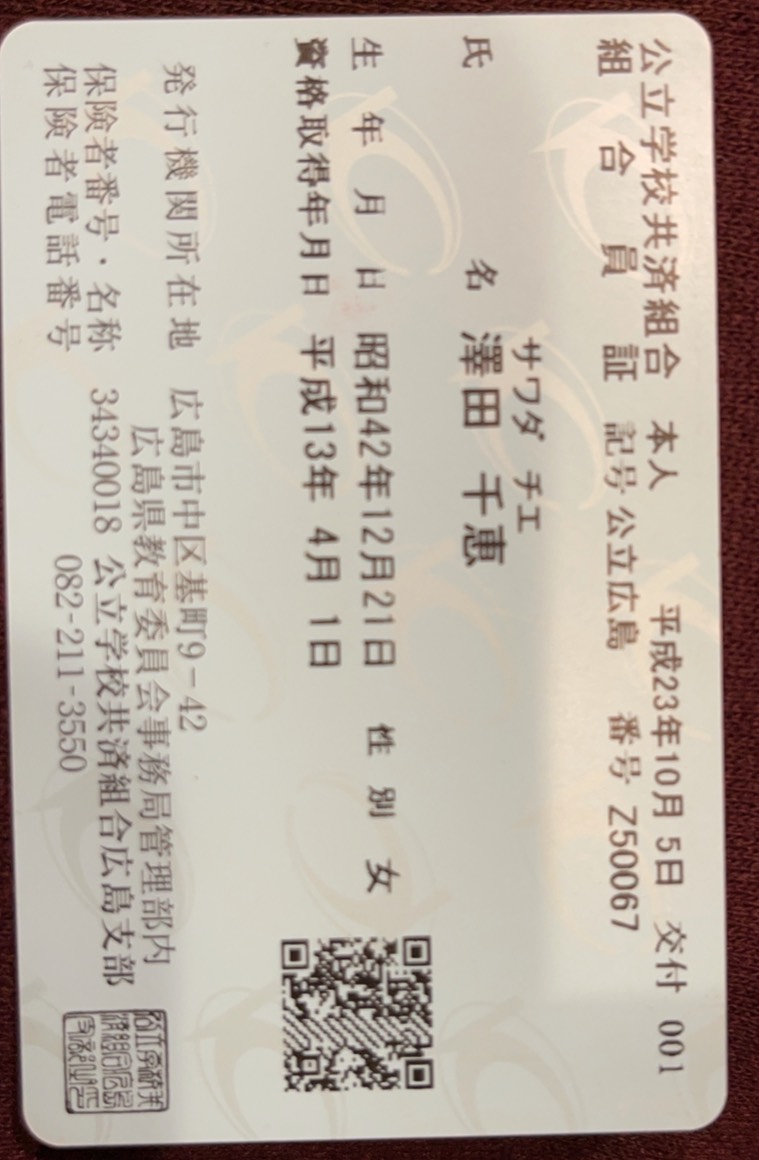 公立学校共済組合 本人 平成23年10月 5日 交付 001
組合員証 記号 公立広島 番号 Z50067
サワダ チエ
氏名 澤田 千恵
生年月日 昭和42年12月21日 性別 女
資格取得年月日 平成13年 4月 1日
発行機関所在地 広島市中区基町9-42
広島県教育委員会事務局管理部内
保険者番号・名称 34340018 公立学校共済組合広島支部
保険者電話番号 082-211-3550